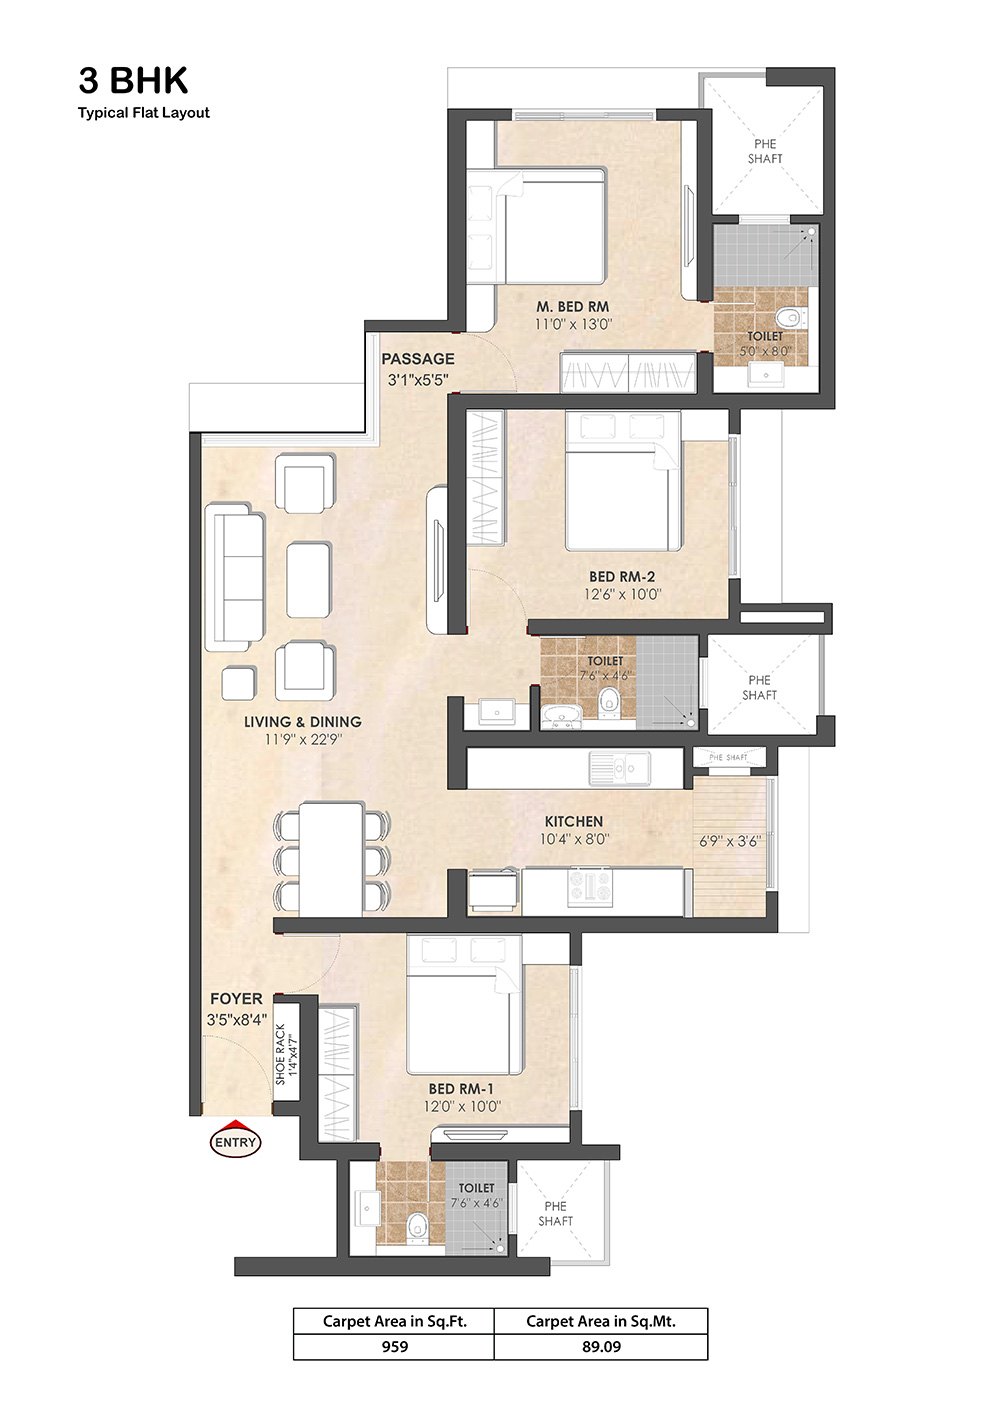 3 BHK
Typical Flat Layout
PHE
SHAFT
M. BED RM
11'0" x 13'0"
TOILET
5'0" x 8'0"
PASSAGE
3'1"x5'5"
BED RM-2
12'6" x 10'0"
TOILET
7'6" x 4'6"
PHE
SHAFT
LIVING & DINING
11'9" x 22'9"
PHE SHAFT
KITCHEN
10'4" x 8'0"
6'9" x 3'6"
FOYER
3'5"x8'4"
SHOE RACK
1'4"x4'7"
BED RM-1
12'0" x 10'0"
ENTRY
TOILET
7'6" x 4'6"
PHE
SHAFT
Carpet Area in Sq.Ft. Carpet Area in Sq.Mt.
959 89.09